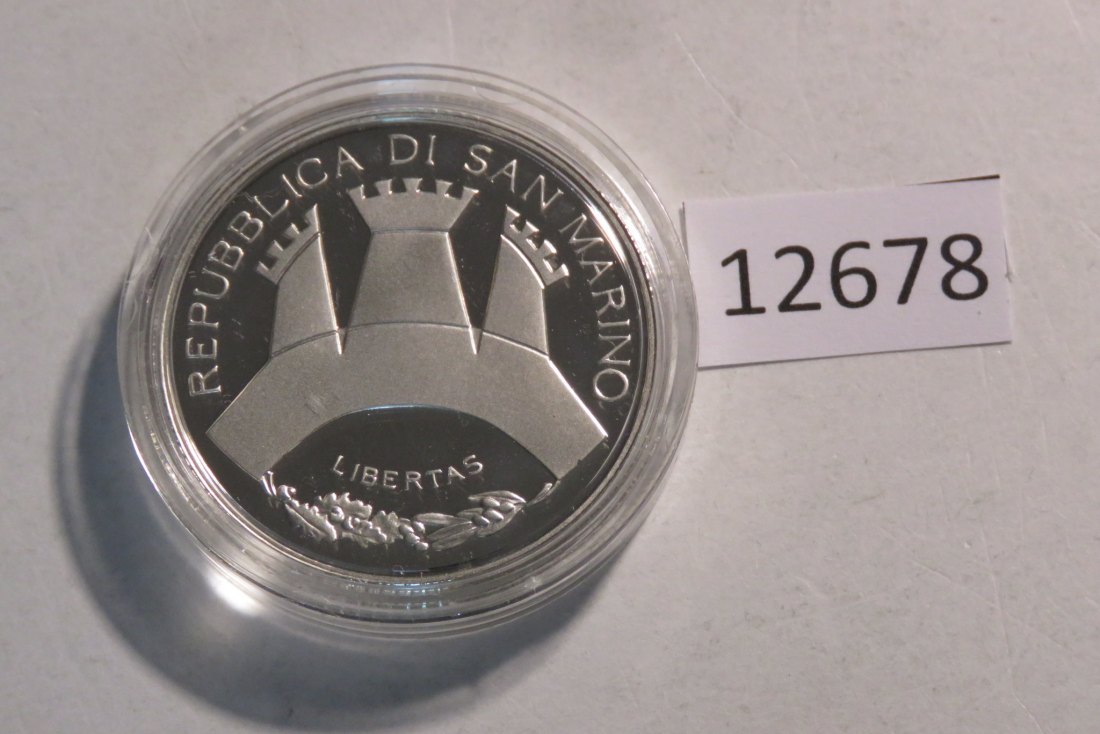 REPUBBLICA DI SAN MARINO
LIBERTAS
12678